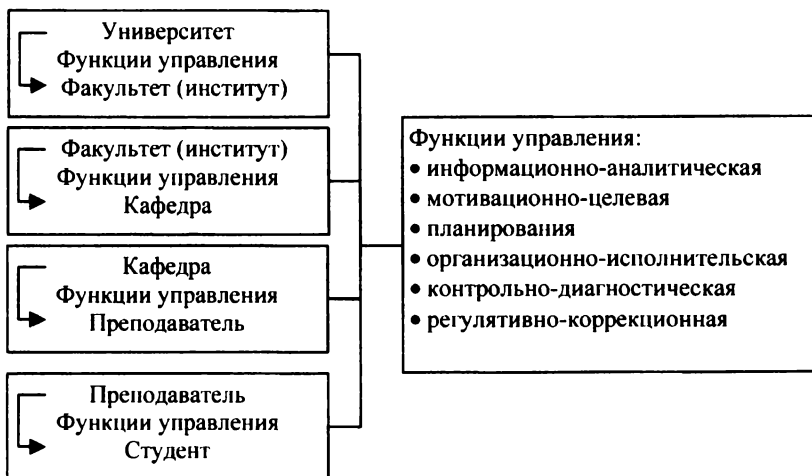 Университет
Функции управления
Факультет (институт)
Факультет (институт)
Функции управления
Кафедра
Кафедра
Функции управления
Преподаватель
Преподаватель
Функции управления
Студент
Функции управления:
• информационно-аналитическая
• мотивационно-целевая
• планирования
• организационно-исполнительская
• контрольно-диагностическая
• регулятивно-коррекционная